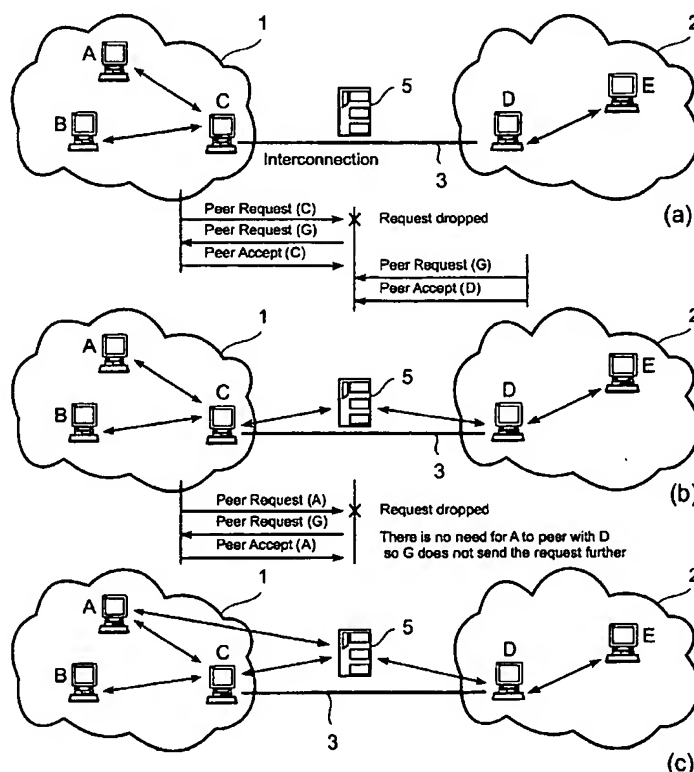 1
2
A
5
E
C
D
B
Interconnection
3
(a)
Peer Request (C)
Request dropped
Peer Request (G)
Peer Accept (C)
Peer Request (G)
Peer Accept (D)
1
2
A
5
E
C
D
B
3
(b)
Peer Request (A)
Request dropped
Peer Request (G)
There is no need for A to peer with D
so G does not send the request further
Peer Accept (A)
1
2
A
5
E
C
D
B
3
(c)